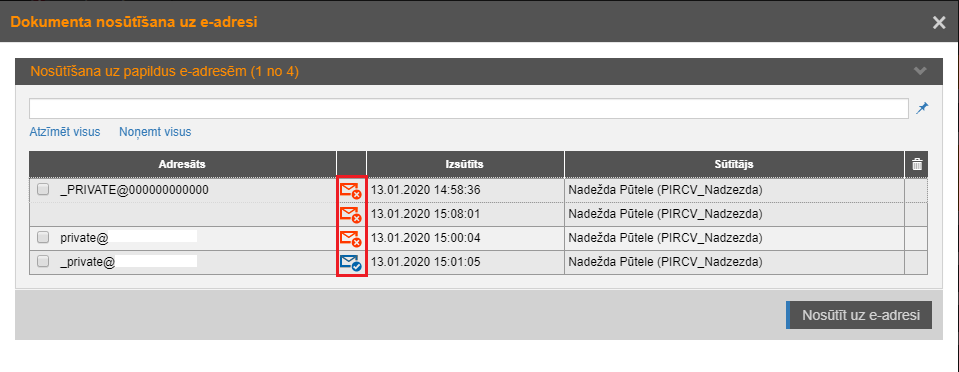 Dokumenta nosūtīšana uz e-adresi
Nosūtīšana uz papildus e-adresēm (1 no 4)
Atzīmēt visus Noņemt visus
Adresāts Izsūtīts Sūtītājs
_PRIVATE@000000000000 13.01.2020 14:58:36 Nadežda Pūtele (PIRCV_Nadzezda)
13.01.2020 15:08:01 Nadežda Pūtele (PIRCV_Nadzezda)
private@ 13.01.2020 15:00:04 Nadežda Pūtele (PIRCV_Nadzezda)
_private@ 13.01.2020 15:01:05 Nadežda Pūtele (PIRCV_Nadzezda)
Nosūtīt uz e-adresi